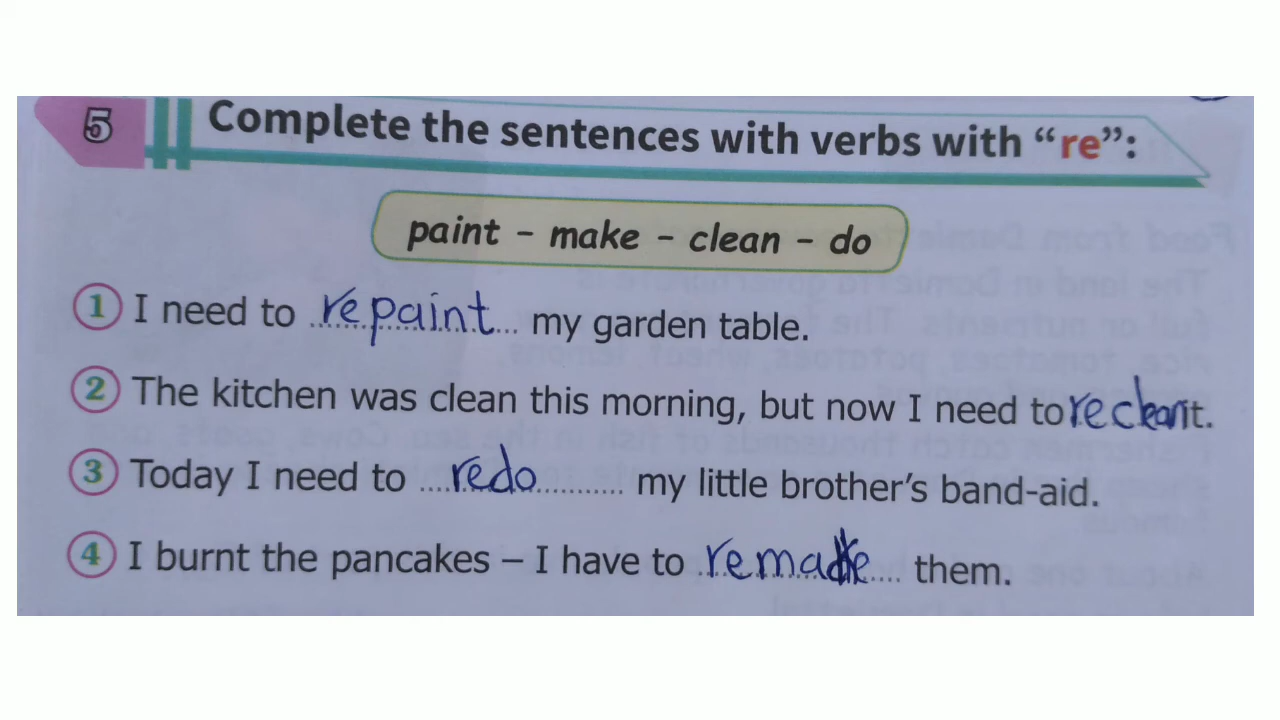 5 Complete the sentences with verbs with “re”:
paint - make - clean - do
1 I need to repaint my garden table.
2 The kitchen was clean this morning, but now I need to reclean it.
3 Today I need to redo my little brother’s band-aid.
4 I burnt the pancakes – I have to remake them.